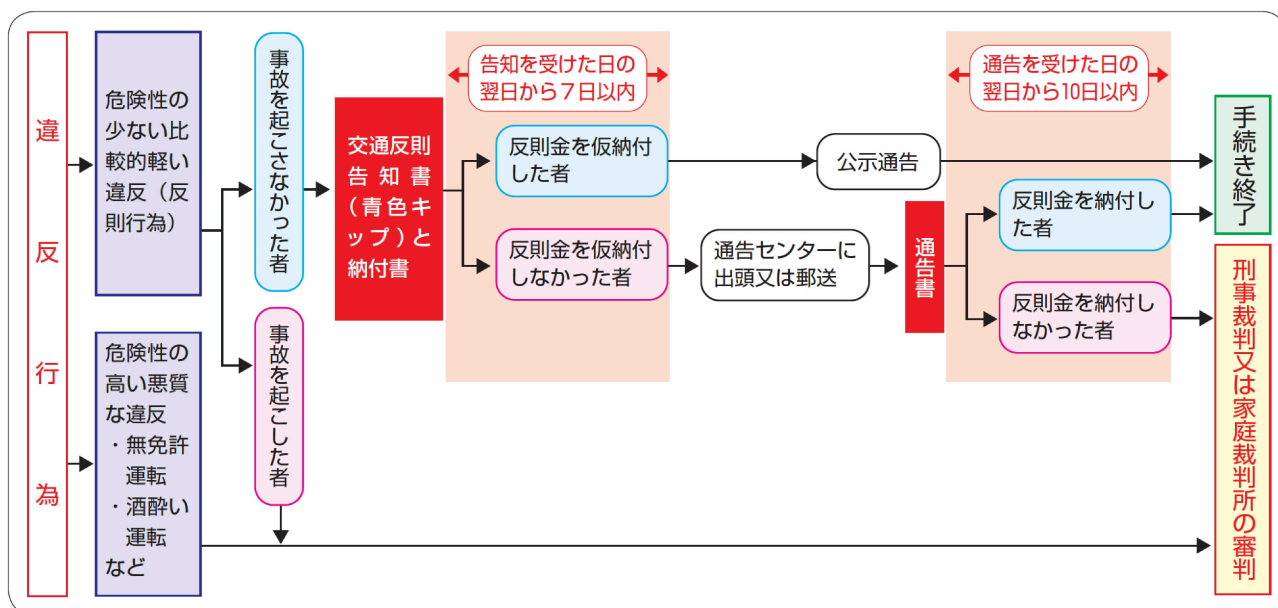 違反行為
危険性の
少ない比
較的軽い
違反（反
則行為）
危険性の
高い悪質
な違反
・無免許
運転
・酒酔い
運転
など
事故を起こさなかった者
事故を起こした者
交通反則
告知書
（青色キ
ップ）と
納付書
告知を受けた日の
翌日から７日以内
反則金を仮納付
した者
反則金を仮納付
しなかった者
公示通告
通告センターに
出頭又は郵送
通告書
通告を受けた日の
翌日から10日以内
反則金を納付し
た者
反則金を納付し
なかった者
手続き終了
刑事裁判又は家庭裁判所の審判